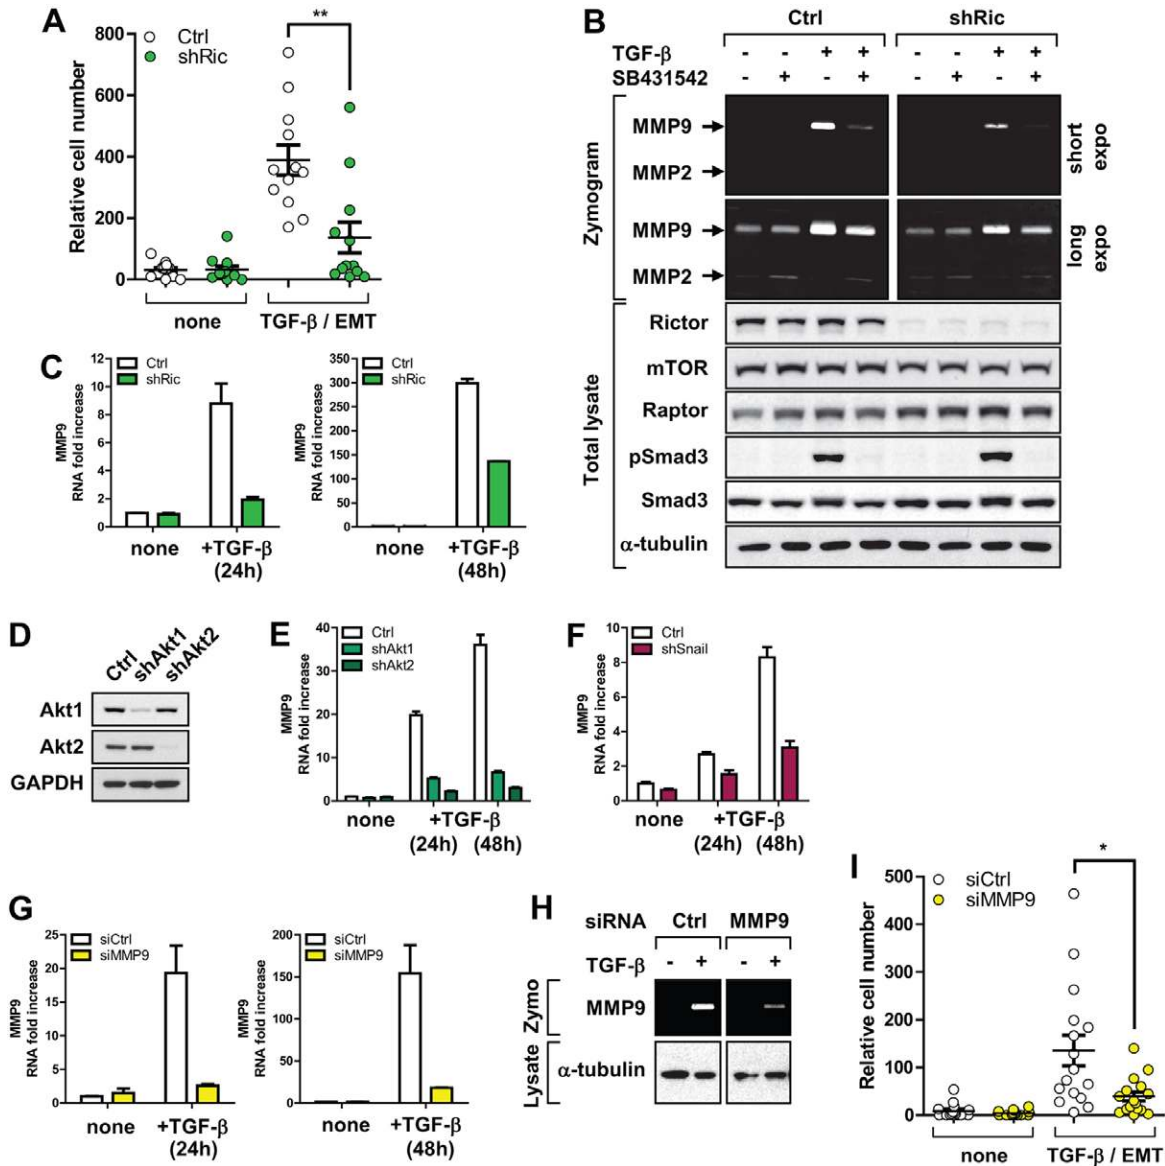 A
Relative cell number
800
600
400
200
0
Ctrl
shRic
**
none
TGF-β / EMT
B
Ctrl
shRic
TGF-β - - + + - - + +
SB431542 - + - + - + - +
Zymogram
MMP9
MMP2
short expo
MMP9
MMP2
long expo
Total lysate
Rictor
mTOR
Raptor
pSmad3
Smad3
α-tubulin
C
MMP9
RNA fold increase
12
10
8
6
4
2
0
Ctrl
shRic
none
+TGF-β
(24h)
MMP9
RNA fold increase
350
300
250
200
150
100
50
0
Ctrl
shRic
none
+TGF-β
(48h)
D
Ctrl
shAkt1
shAkt2
Akt1
Akt2
GAPDH
E
MMP9
RNA fold increase
40
30
20
10
0
Ctrl
shAkt1
shAkt2
none
+TGF-β
(24h) (48h)
F
MMP9
RNA fold increase
10
8
6
4
2
0
Ctrl
shSnail
none
+TGF-β
(24h) (48h)
G
MMP9
RNA fold increase
25
20
15
10
5
0
siCtrl
siMMP9
none
+TGF-β
(24h)
MMP9
RNA fold increase
200
150
100
50
0
siCtrl
siMMP9
none
+TGF-β
(48h)
H
siRNA Ctrl MMP9
TGF-β - + - +
Zymo
MMP9
Lysate
α-tubulin
I
Relative cell number
500
400
300
200
100
0
siCtrl
siMMP9
*
none
TGF-β / EMT